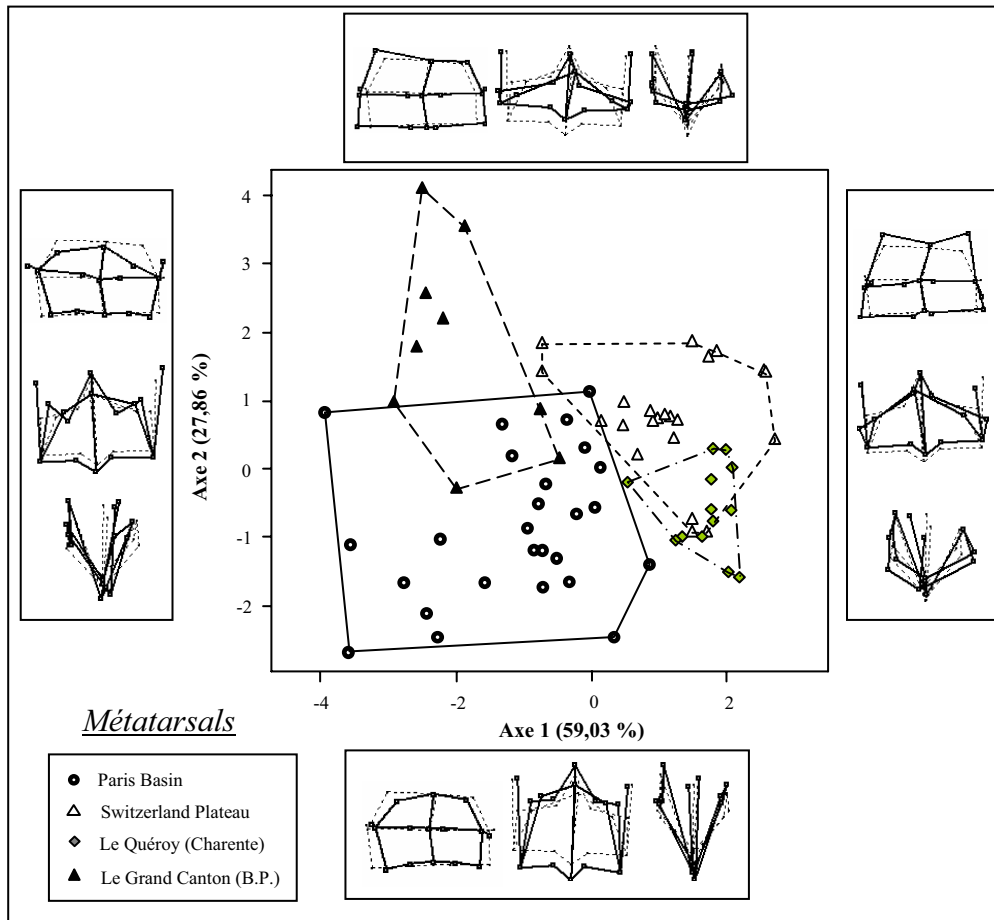 4
3
2
1
0
-1
-2
Axe 2 (27,86 %)
-4
-2
0
2
Axe 1 (59,03 %)
Métatarsals
Paris Basin
Switzerland Plateau
Le Quéroy (Charente)
Le Grand Canton (B.P.)